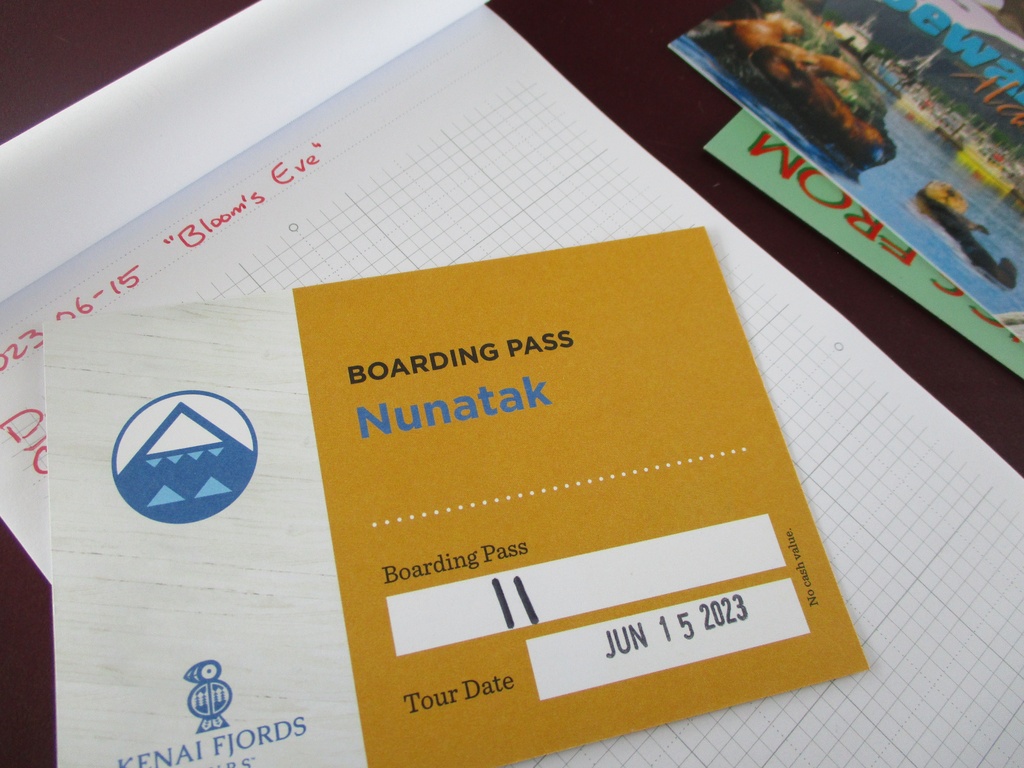 2023-06-15 "Bloom's Eve"
BOARDING PASS
Nunatak
Boarding Pass
11
No cash value.
JUN 15 2023
Tour Date
KENAI FJORDS
FROM